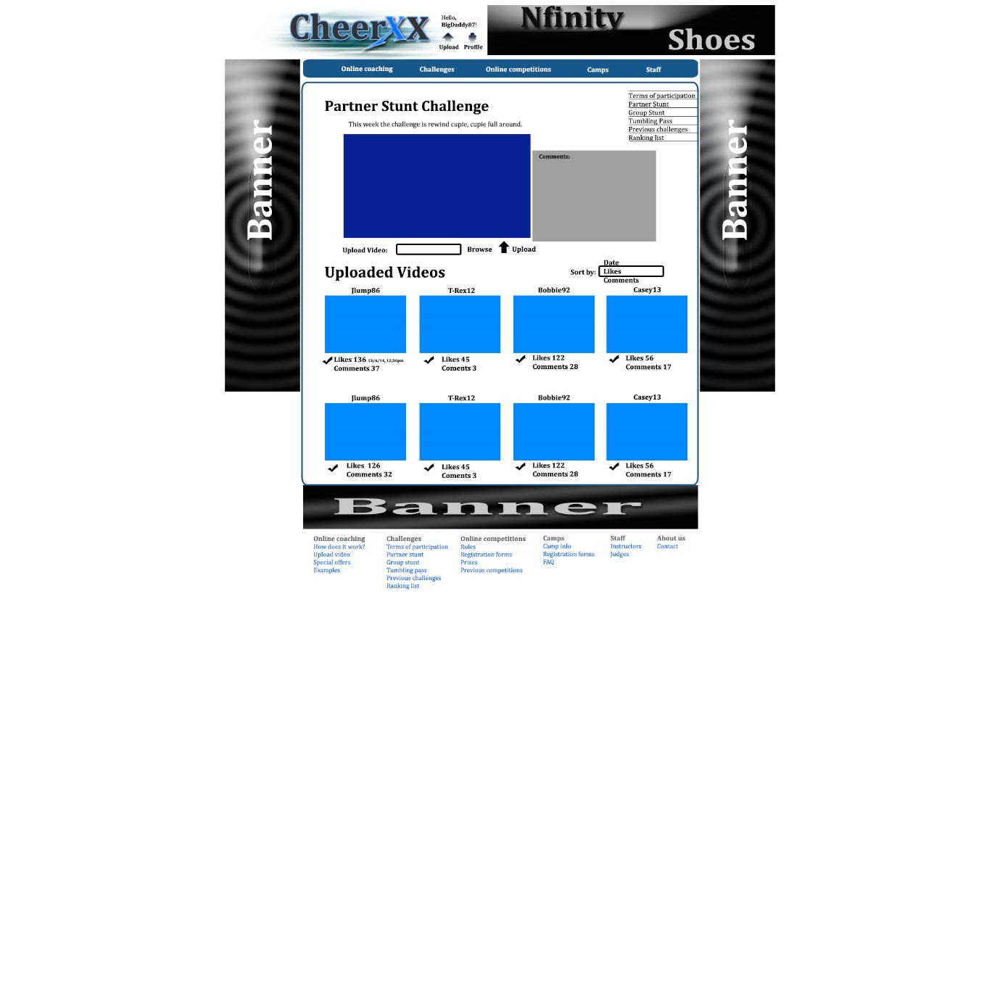 CheerXX
Hello,
BigDaddy87!
Upload Profile
Nfinity
Shoes
Online coaching Challenges Online competitions Camps Staff
Banner
Banner
Terms of participation
Partner Stunt
Group Stunt
Tumbling Pass
Previous challenges
Ranking list
Partner Stunt Challenge
This week the challenge is rewind cupie, cupie full around.
Comments:
Upload Video: Browse Upload
Uploaded Videos
Sort by:
Date
Likes
Comments
Jlump86 T-Rex12 Bobbie92 Casey13
Likes 136 13/6/14, 12;36pm Likes 45 Likes 122 Likes 56
Comments 37 Coments 3 Comments 28 Comments 17
Jlump86 T-Rex12 Bobbie92 Casey13
Likes 126 Likes 45 Likes 122 Likes 56
Comments 32 Coments 3 Comments 28 Comments 17
Banner
Online coaching
How does it work?
Upload video
Special offers
Examples
Challenges
Terms of participation
Partner stunt
Group stunt
Tumbling pass
Previous challenges
Ranking list
Online competitions
Rules
Registration forms
Prizes
Previous competitions
Camps
Camp info
Registration forms
FAQ
Staff
Instructors
Judges
About us
Contact